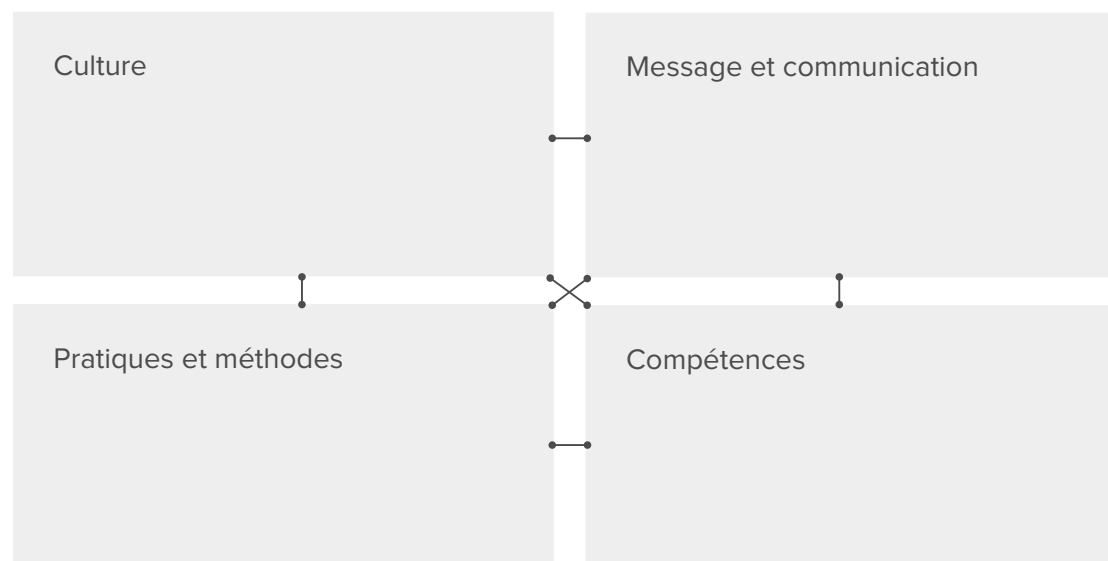 Culture
Message et communication
Pratiques et méthodes
Compétences